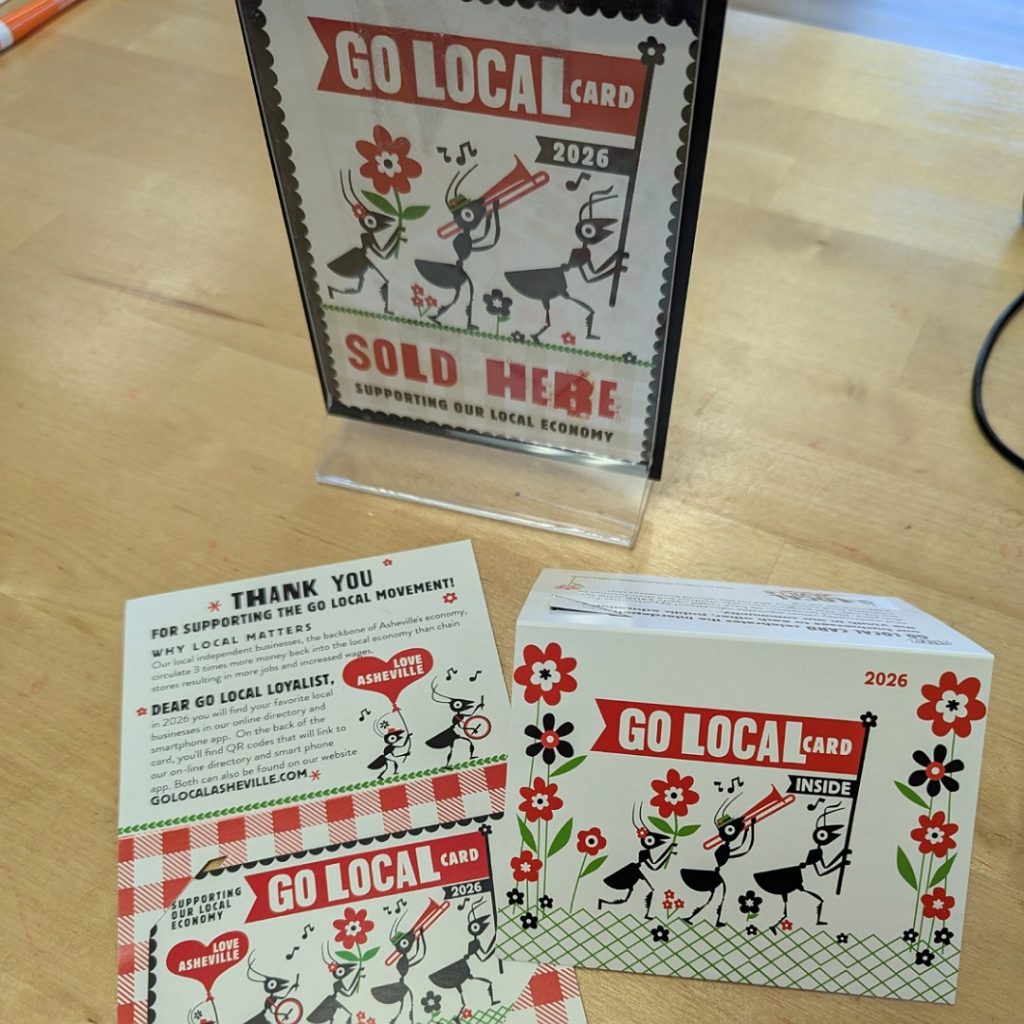 GO LOCAL CARD
2026
SOLD HERE
SUPPORTING OUR LOCAL ECONOMY
THANK YOU
FOR SUPPORTING THE GO LOCAL MOVEMENT!
WHY LOCAL MATTERS
Our local independent businesses, the backbone of Asheville's economy,
circulate 3 times more money back into the local economy than chain
stores resulting in more jobs and increased wages.
LOVE
ASHEVILLE
DEAR GO LOCAL LOYALIST,
in 2026 you will find your favorite local
businesses in our online directory and
smartphone app. On the back of the
card, you'll find QR codes that will link to
our on-line directory and smart phone
app. Both can also be found on our website
GOLOCALASHEVILLE.COM
SUPPORTING
OUR LOCAL
ECONOMY
GO LOCAL CARD
2026
LOVE
ASHEVILLE
2026
GO LOCAL CARD
INSIDE
GO LOCAL CARD